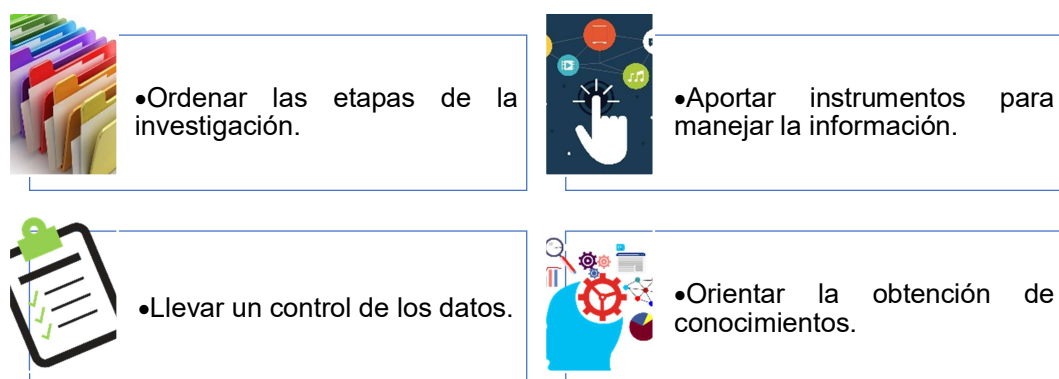 •Ordenar las etapas de la
investigación.
•Aportar instrumentos para
manejar la información.
•Llevar un control de los datos.
•Orientar la obtención de
conocimientos.